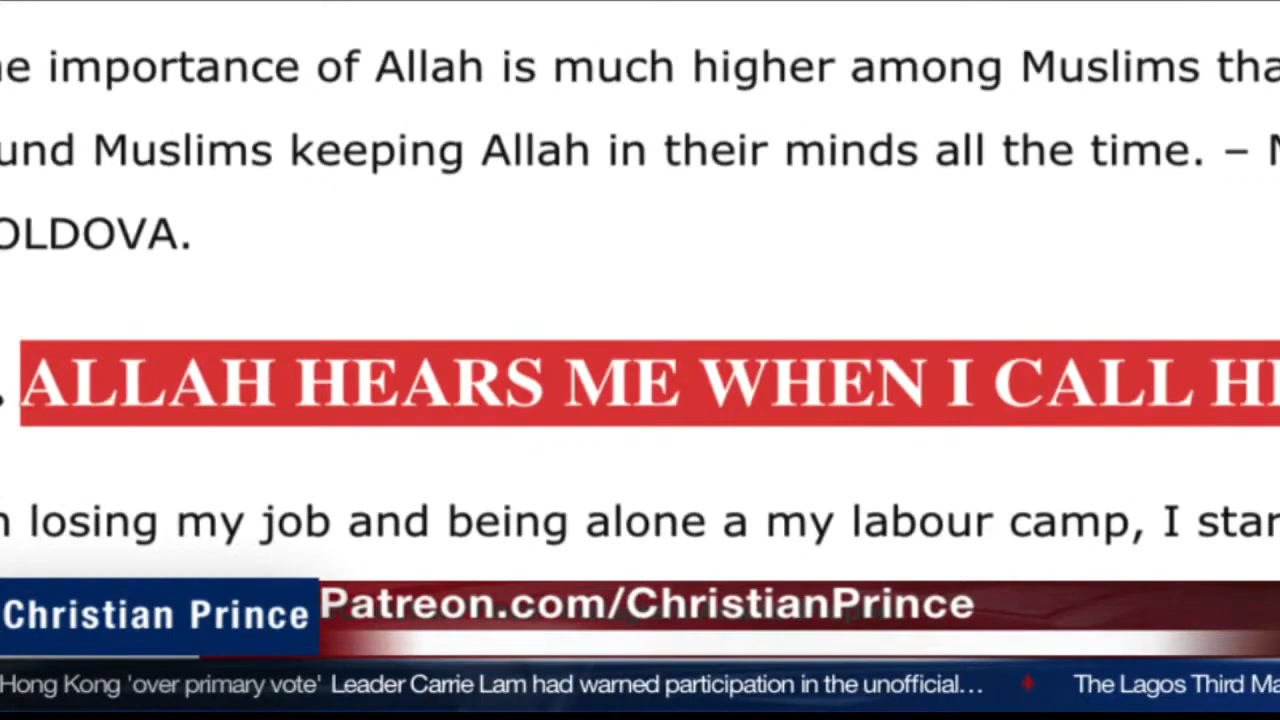 he importance of Allah is much higher among Muslims tha
und Muslims keeping Allah in their minds all the time. –
OLDOVA.
. ALLAH HEARS ME WHEN I CALL HI
losing my job and being alone a my labour camp, I star
Christian Prince
Patreon.com/ChristianPrince
Hong Kong 'over primary vote' Leader Carrie Lam had warned participation in the unofficial... The Lagos Third Ma